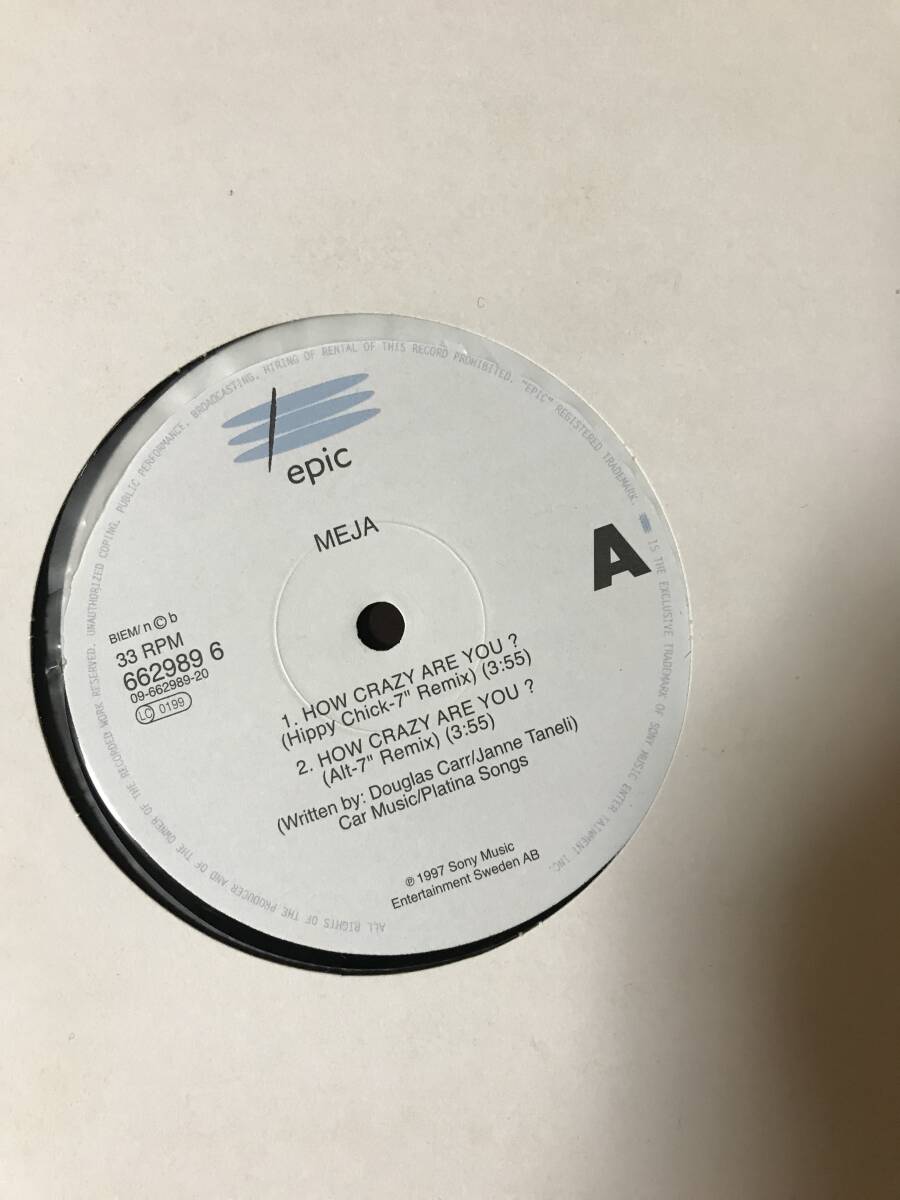 epic
MEJA
A
BIEM/n©b
33 RPM
662989 6
09-662989-20
LC 0199
1. HOW CRAZY ARE YOU ?
(Hippy Chick-7" Remix) (3:55)
2. HOW CRAZY ARE YOU ?
(Alt-7" Remix) (3:55)
(Written by: Douglas Carr/Janne Taneli)
Car Music/Platina Songs
℗ 1997 Sony Music
Entertainment Sweden AB
ALL RIGHTS OF THE PRODUCER AND OF THE OWNER OF THE RECORDED WORK RESERVED. UNAUTHORIZED COPING, PUBLIC PERFORMANCE, BROADCASTING, HIRING OF RENTAL OF THIS RECORD PROHIBITED. "EPIC" REGISTERED TRADEMARK. IS THE EXCLUSIVE TRADEMARK OF SONY MUSIC ENTER TAINMENT INC.